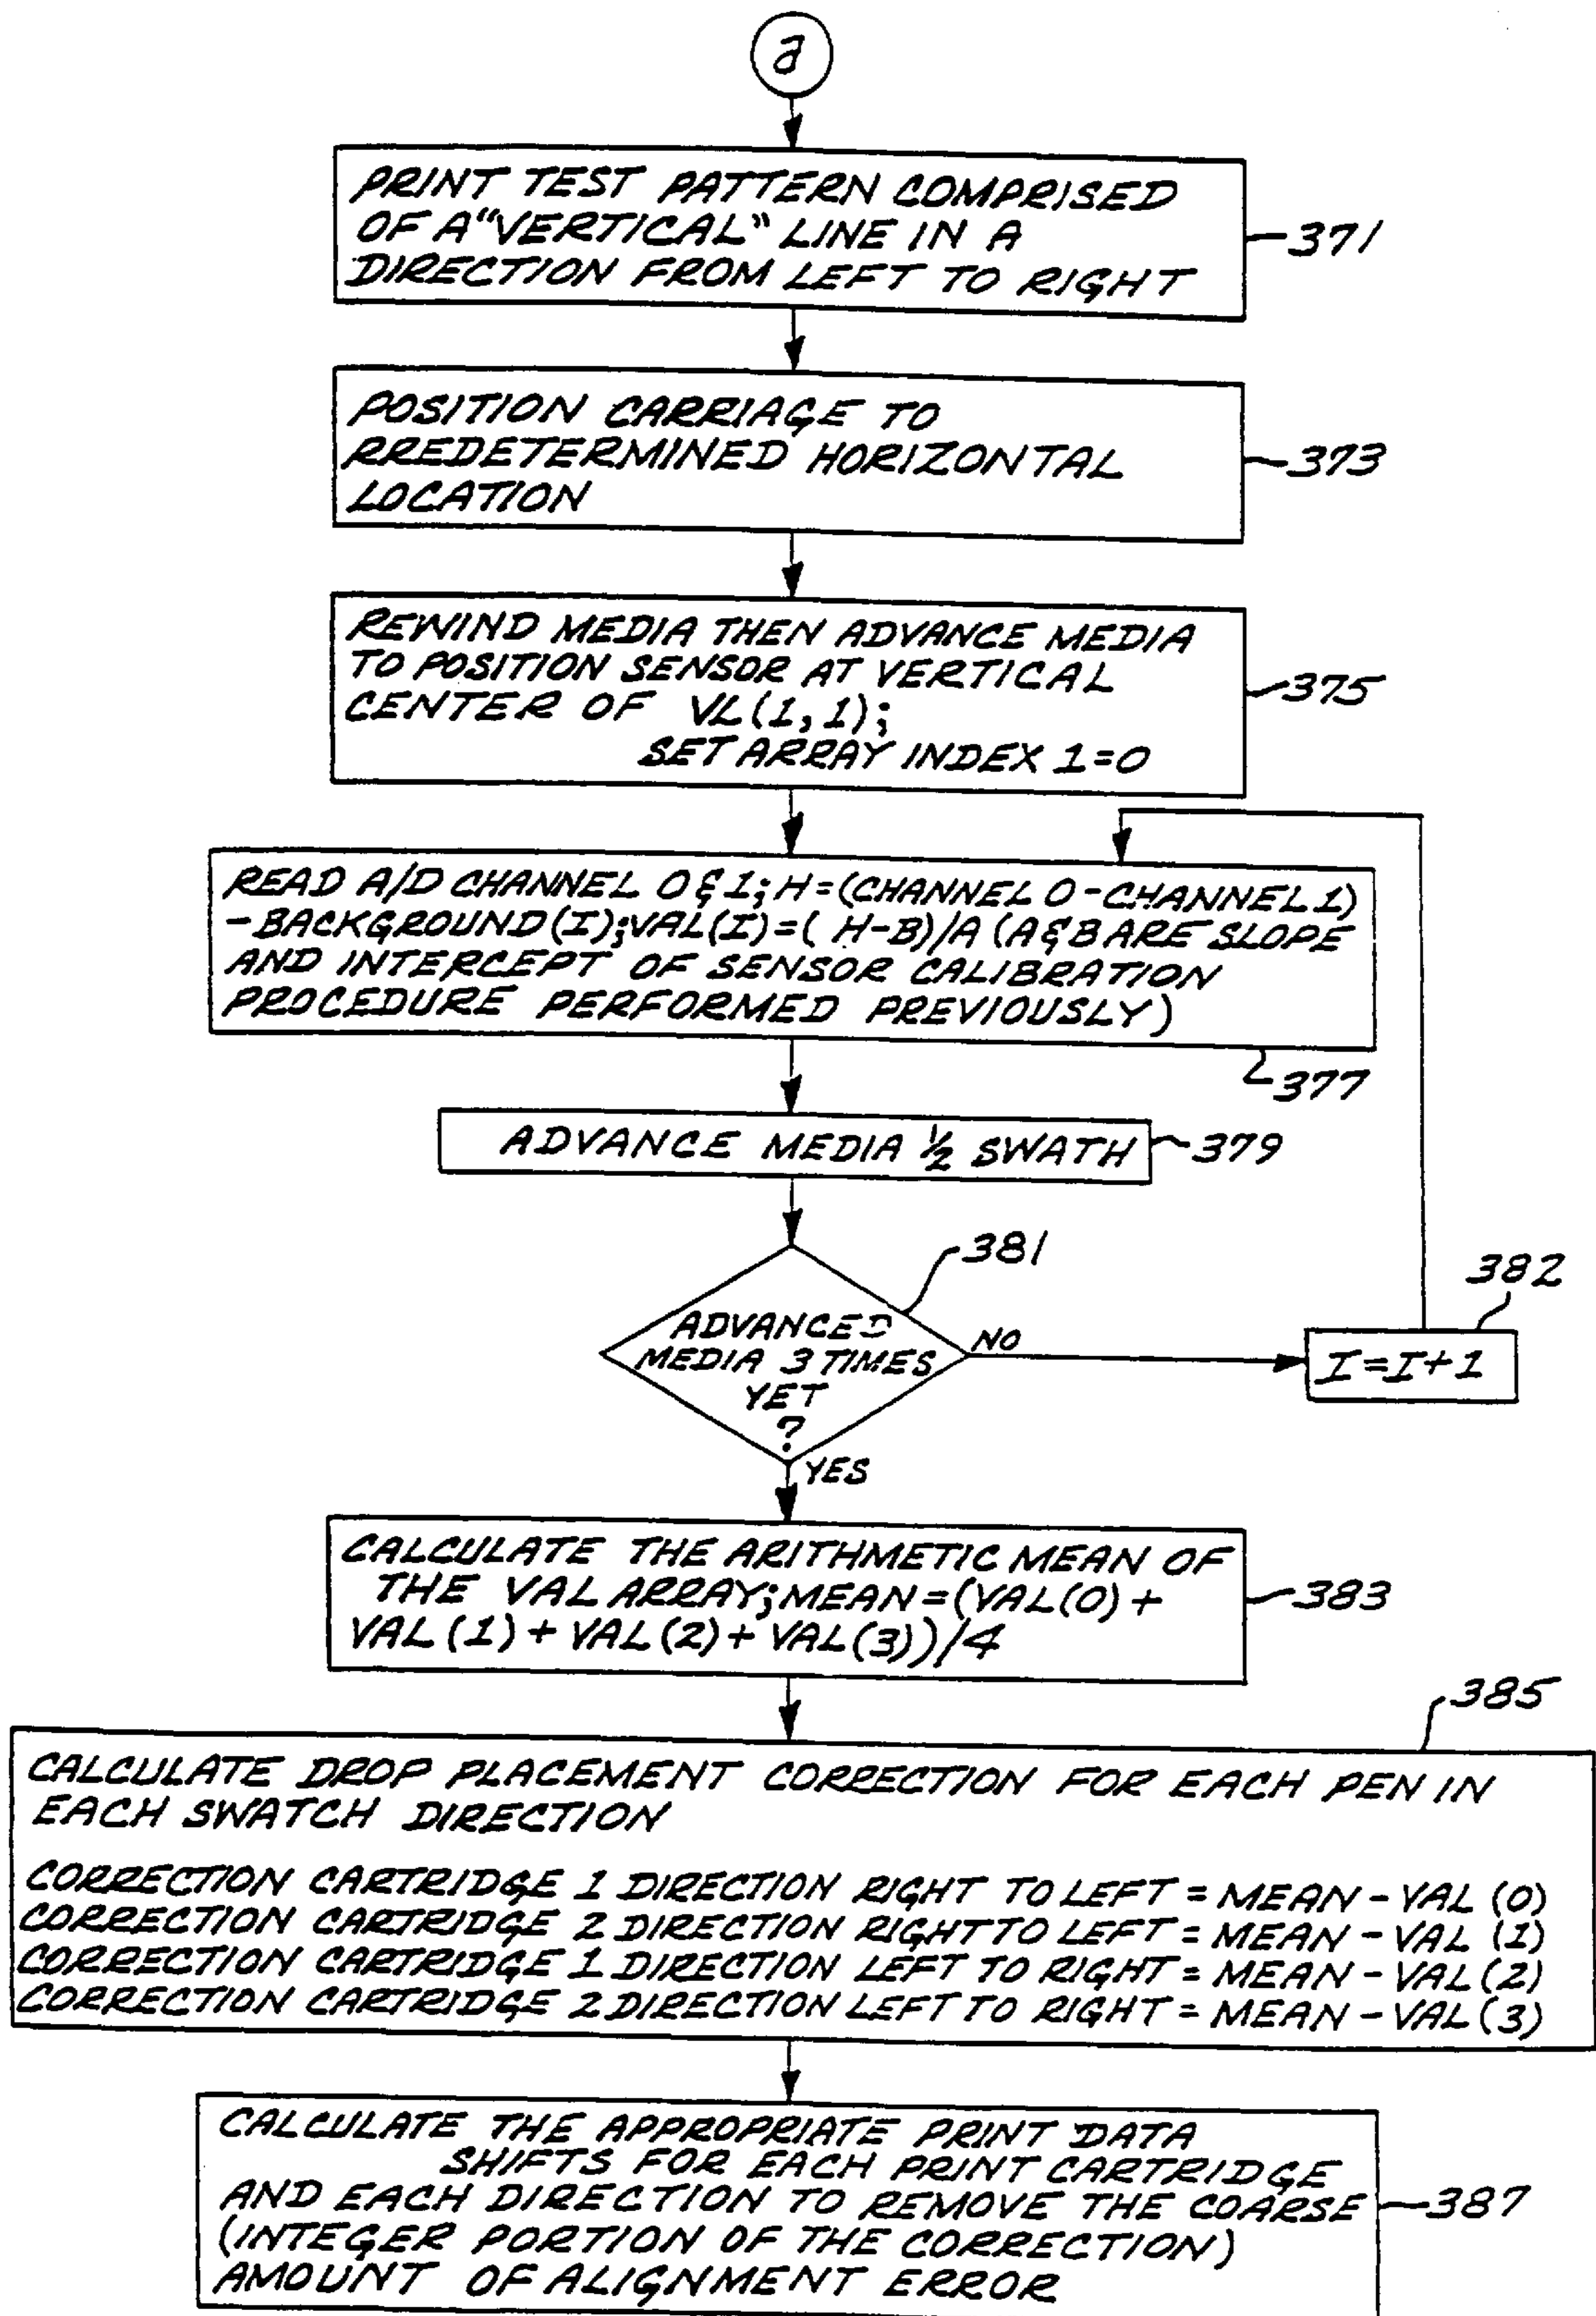 a
PRINT TEST PATTERN COMPRISED
OF A "VERTICAL" LINE IN A
DIRECTION FROM LEFT TO RIGHT
371
POSITION CARRIAGE TO
RREDETERMINED HORIZONTAL
LOCATION
373
REWIND MEDIA THEN ADVANCE MEDIA
TO POSITION SENSOR AT VERTICAL
CENTER OF VL(1,1);
SET ARRAY INDEX 1=0
375
READ A/D CHANNEL 0 & 1; H=(CHANNEL 0-CHANNEL 1)
-BACKGROUND(I); VAL(I)=( H-B)/A (A&B ARE SLOPE
AND INTERCEPT OF SENSOR CALIBRATION
PROCEDURE PERFORMED PREVIOUSLY)
377
ADVANCE MEDIA ½ SWATH
379
381
ADVANCED
MEDIA 3 TIMES
YET
?
NO
382
I=I+1
YES
CALCULATE THE ARITHMETIC MEAN OF
THE VAL ARRAY; MEAN=(VAL(0)+
VAL(1)+VAL(2)+VAL(3))/4
383
385
CALCULATE DROP PLACEMENT CORRECTION FOR EACH PEN IN
EACH SWATCH DIRECTION
CORRECTION CARTRIDGE 1 DIRECTION RIGHT TO LEFT = MEAN-VAL (0)
CORRECTION CARTRIDGE 2 DIRECTION RIGHT TO LEFT = MEAN-VAL (1)
CORRECTION CARTRIDGE 1 DIRECTION LEFT TO RIGHT = MEAN-VAL(2)
CORRECTION CARTRIDGE 2 DIRECTION LEFT TO RIGHT = MEAN-VAL(3)
CALCULATE THE APPROPRIATE PRINT DATA
SHIFTS FOR EACH PRINT CARTRIDGE
AND EACH DIRECTION TO REMOVE THE COARSE
(INTEGER PORTION OF THE CORRECTION)
AMOUNT OF ALIGNMENT ERROR
387